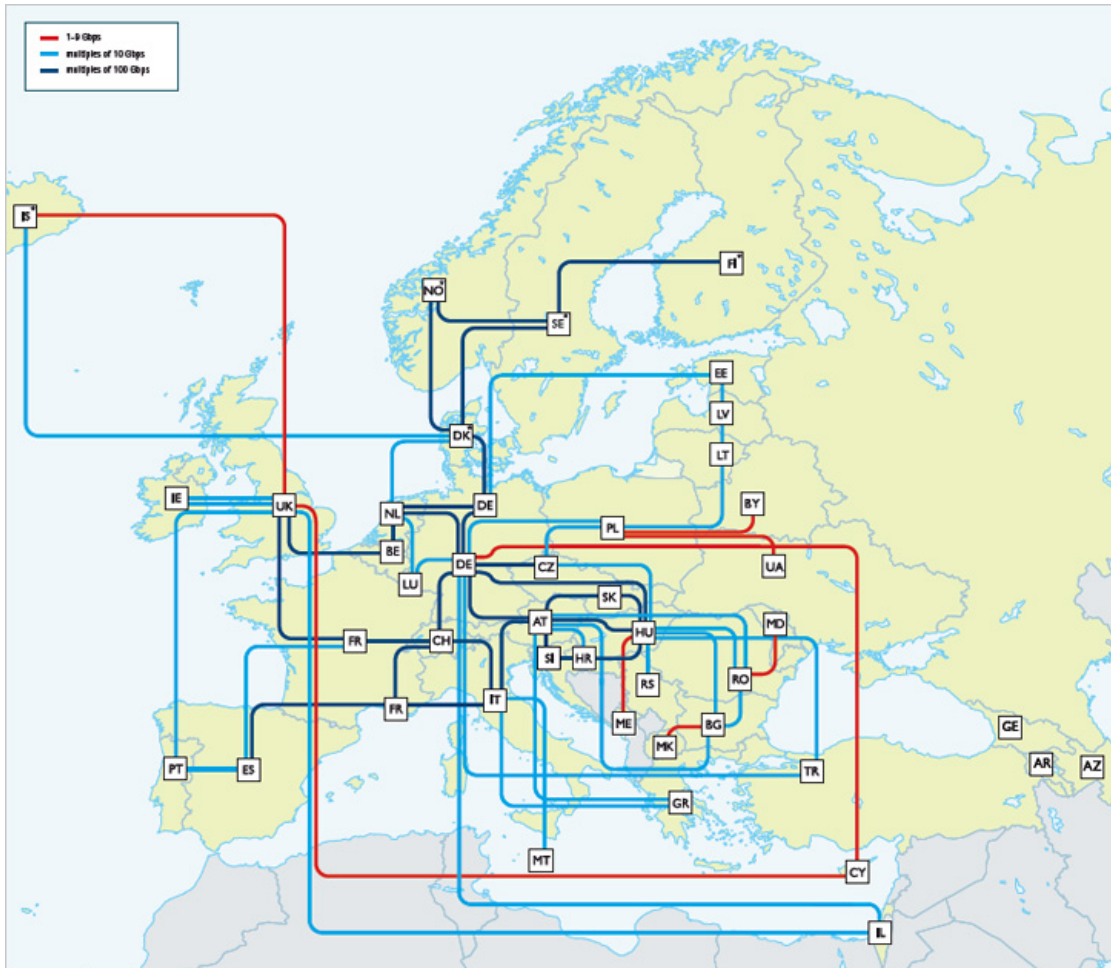 1-9 Gbps
multiples of 10 Gbps
multiples of 100 Gbps
IS*
FI*
NO*
SE*
EE
LV
DK*
LT
IE
UK
NL
DE
BY
PL
BE
DE
CZ
UA
LU
SK
AT
HU
MD
FR
CH
SI
HR
RS
RO
IT
FR
ME
BG
GE
MK
PT
ES
TR
AR
AZ
GR
MT
CY
IL